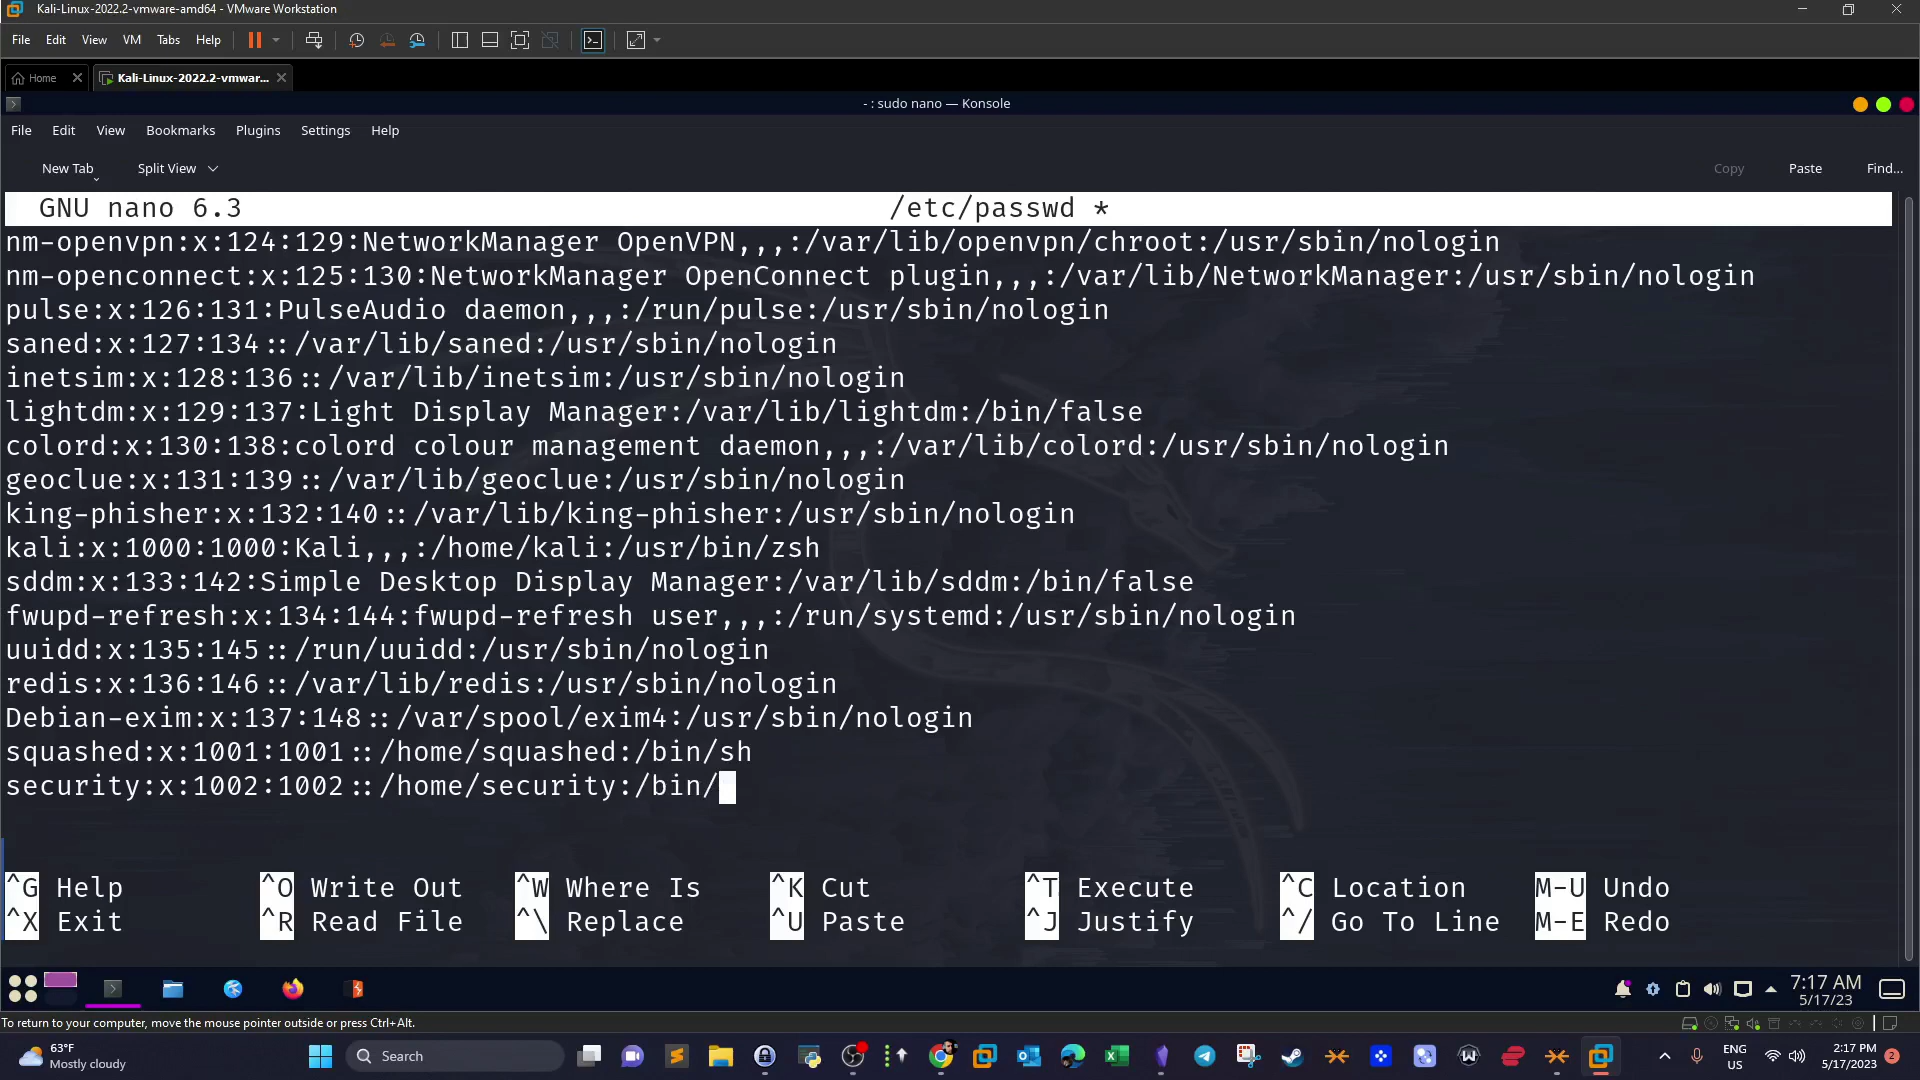 Kali-Linux-2022.2-vmware-amd64 - VMware Workstation
File Edit View VM Tabs Help
Home Kali-Linux-2022.2-vmwar...
- : sudo nano — Konsole
File Edit View Bookmarks Plugins Settings Help
New Tab Split View Copy Paste Find...
GNU nano 6.3 /etc/passwd *
nm-openvpn:x:124:129:NetworkManager OpenVPN,,,:/var/lib/openvpn/chroot:/usr/sbin/nologin
nm-openconnect:x:125:130:NetworkManager OpenConnect plugin,,,:/var/lib/NetworkManager:/usr/sbin/nologin
pulse:x:126:131:PulseAudio daemon,,,:/run/pulse:/usr/sbin/nologin
saned:x:127:134::/var/lib/saned:/usr/sbin/nologin
inetsim:x:128:136::/var/lib/inetsim:/usr/sbin/nologin
lightdm:x:129:137:Light Display Manager:/var/lib/lightdm:/bin/false
colord:x:130:138:colord colour management daemon,,,:/var/lib/colord:/usr/sbin/nologin
geoclue:x:131:139::/var/lib/geoclue:/usr/sbin/nologin
king-phisher:x:132:140::/var/lib/king-phisher:/usr/sbin/nologin
kali:x:1000:1000:Kali,,,:/home/kali:/usr/bin/zsh
sddm:x:133:142:Simple Desktop Display Manager:/var/lib/sddm:/bin/false
fwupd-refresh:x:134:144:fwupd-refresh user,,,:/run/systemd:/usr/sbin/nologin
uuidd:x:135:145::/run/uuidd:/usr/sbin/nologin
redis:x:136:146::/var/lib/redis:/usr/sbin/nologin
Debian-exim:x:137:148::/var/spool/exim4:/usr/sbin/nologin
squashed:x:1001:1001::/home/squashed:/bin/sh
security:x:1002:1002::/home/security:/bin/
^G Help ^O Write Out ^W Where Is ^K Cut ^T Execute ^C Location M-U Undo
^X Exit ^R Read File ^\ Replace ^U Paste ^J Justify ^/ Go To Line M-E Redo
7:17 AM
5/17/23
To return to your computer, move the mouse pointer outside or press Ctrl+Alt.
63°F
Mostly cloudy
Search
ENG
US
2:17 PM
5/17/2023
2